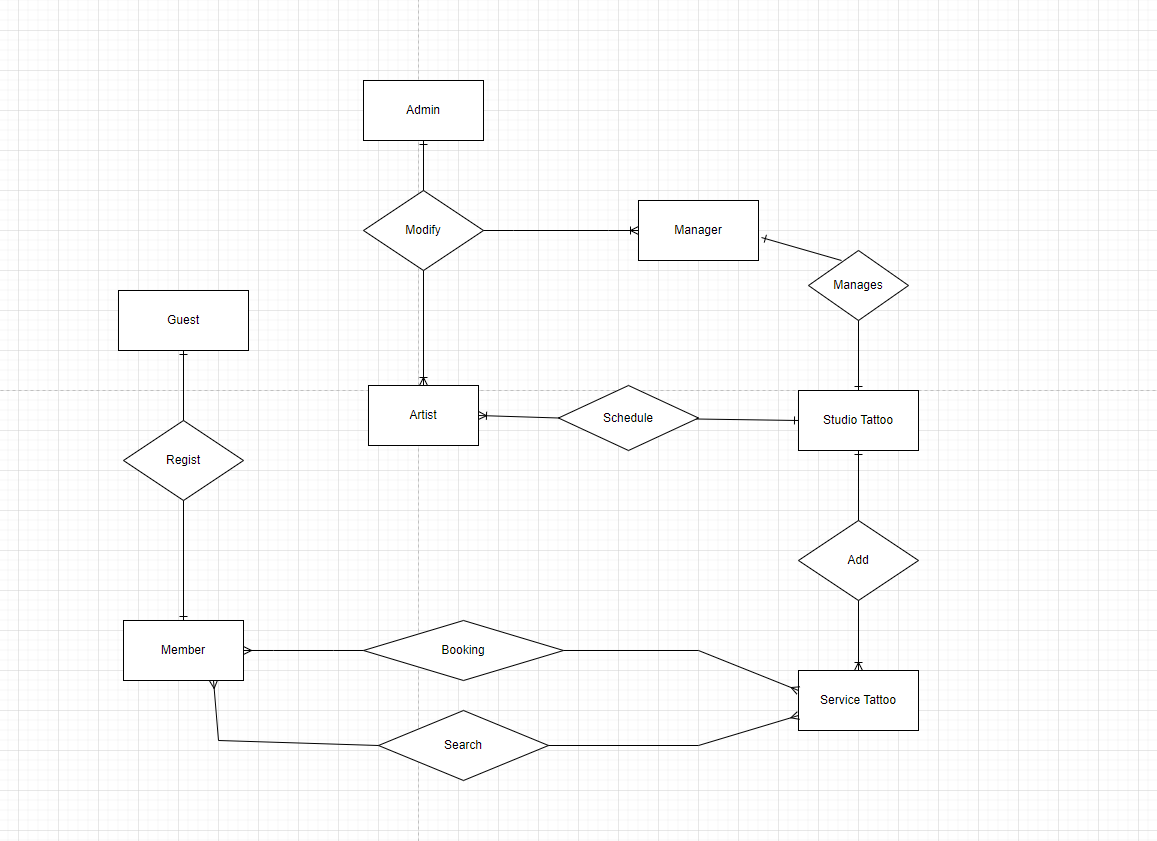 Admin
Modify
Manager
Manages
Guest
Artist
Schedule
Studio Tattoo
Regist
Add
Member
Booking
Service Tattoo
Search